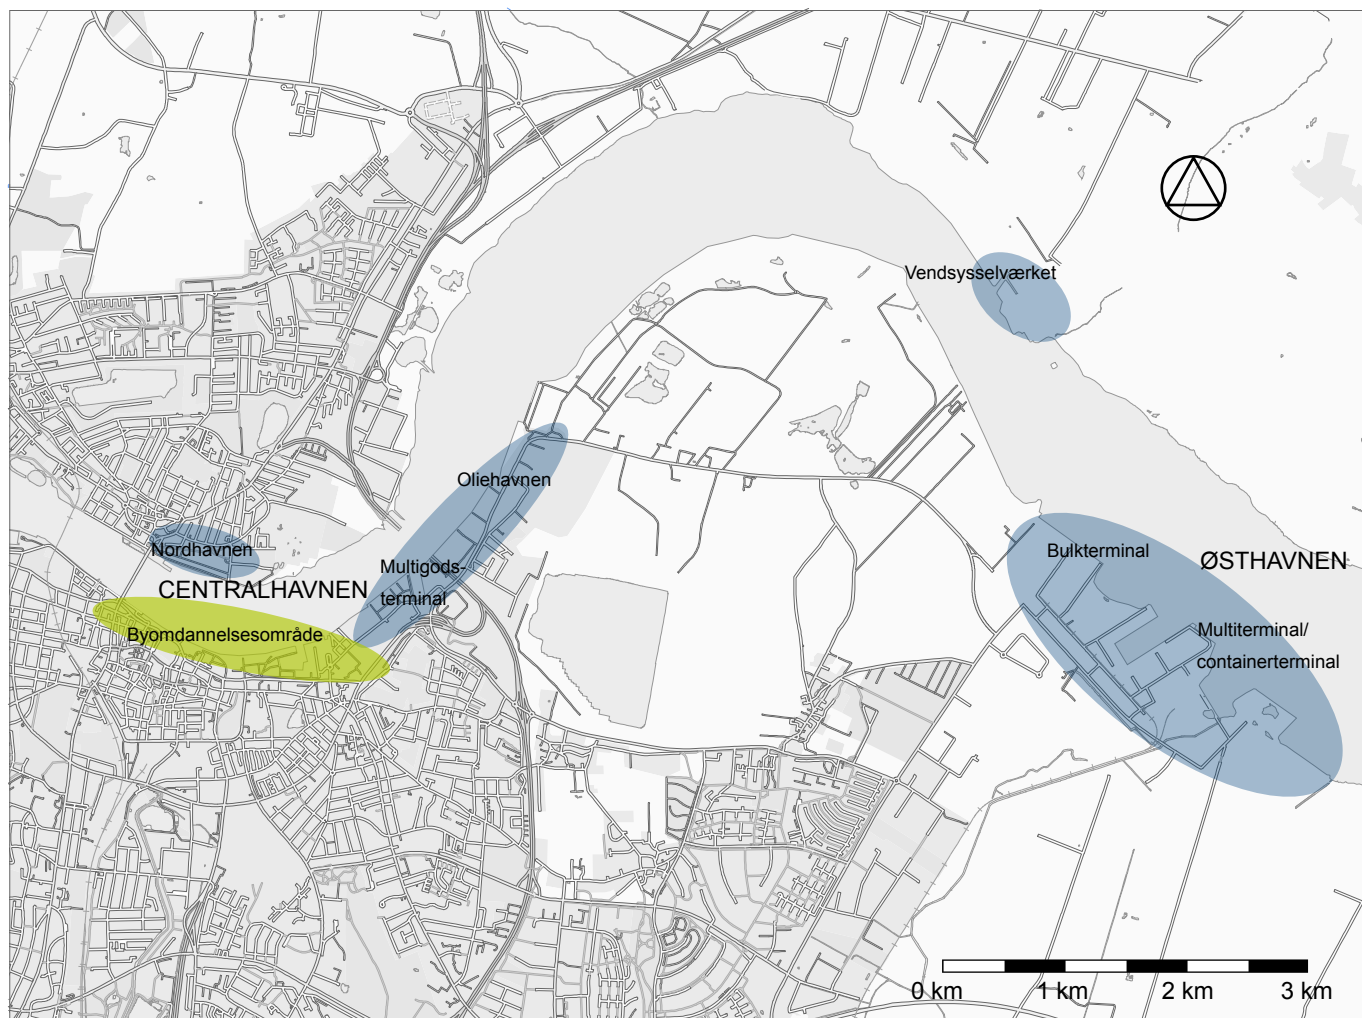 Vendsysselværket
Oliehavnen
Nordhavnen
Bulkterminal
ØSTHAVNEN
Multigods-
terminal
CENTRALHAVNEN
Byomdannelsesområde
Multiterminal/
containerterminal
0 km 1 km 2 km 3 km